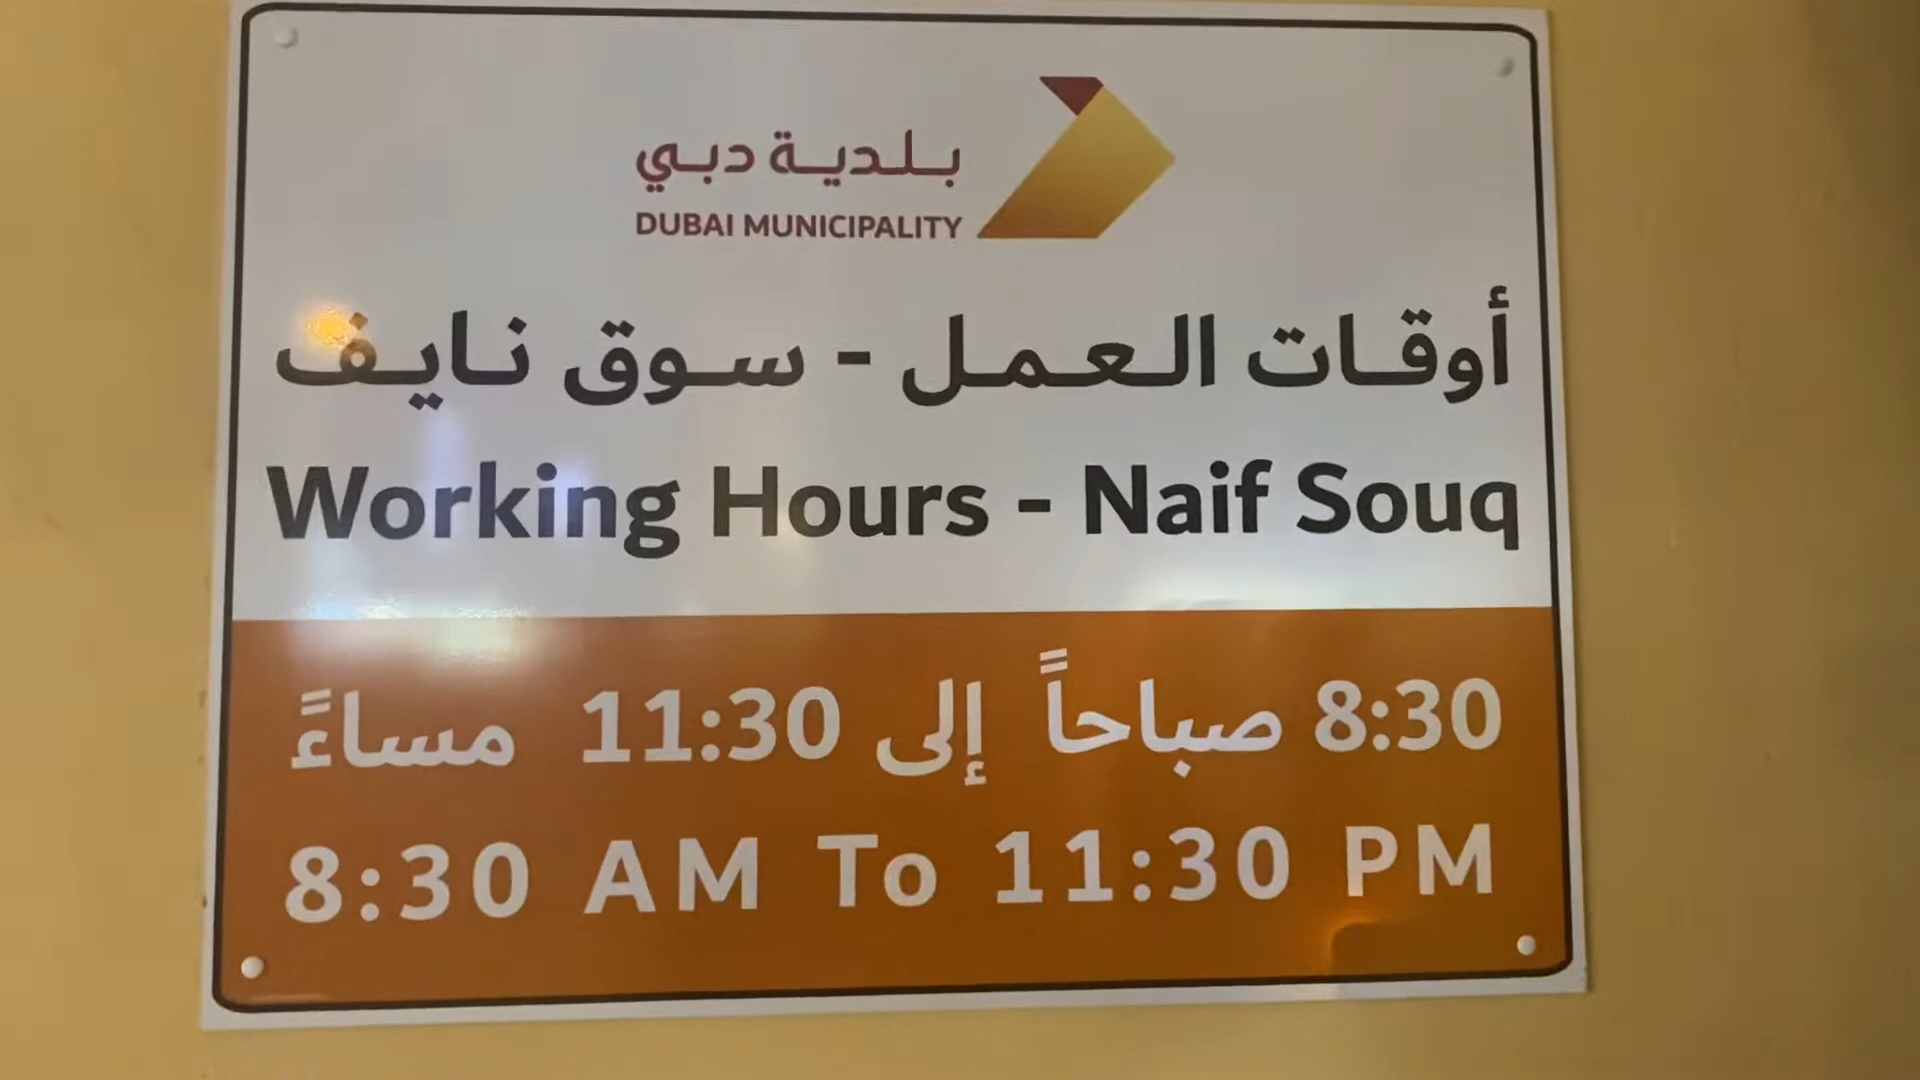 بلدية دبي
DUBAI MUNICIPALITY
أوقات العمل - سوق نايف
Working Hours - Naif Souq
8:30 صباحاً إلى 11:30 مساءً
8:30 AM To 11:30 PM